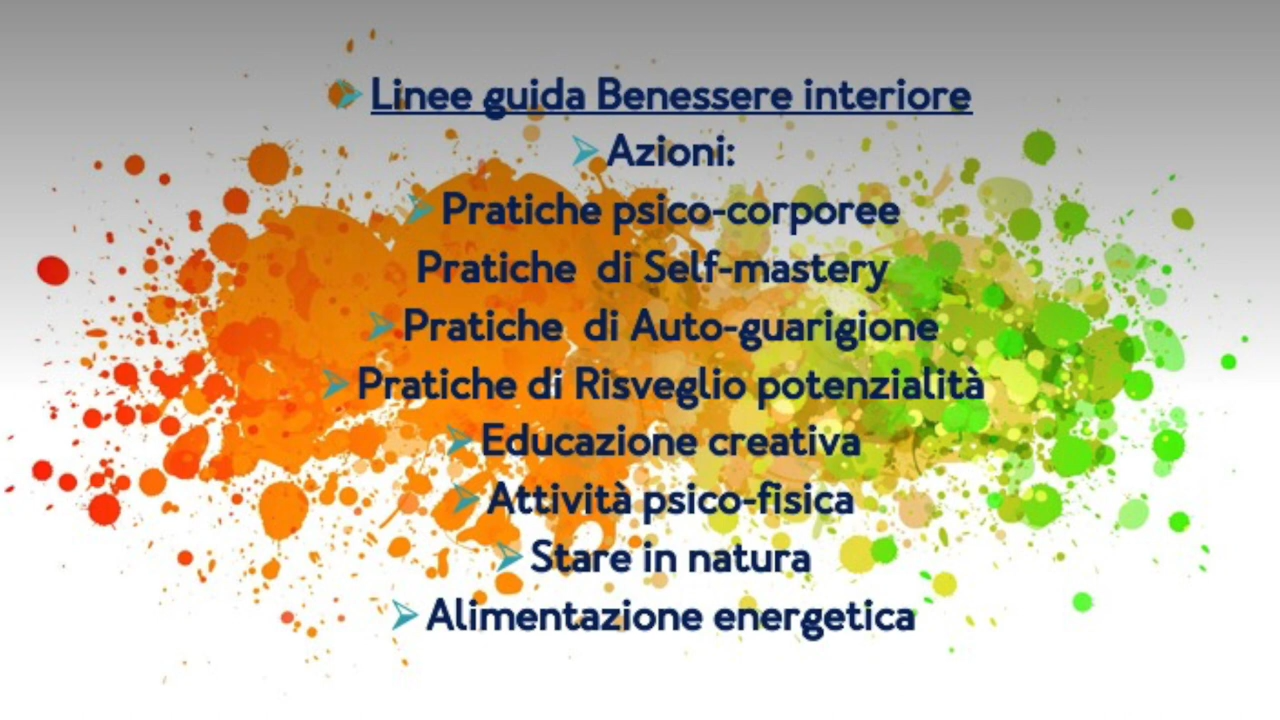 Linee guida Benessere interiore
Azioni:
Pratiche psico-corporee
Pratiche di Self-mastery
Pratiche di Auto-guarigione
Pratiche di Risveglio potenzialità
Educazione creativa
Attività psico-fisica
Stare in natura
Alimentazione energetica